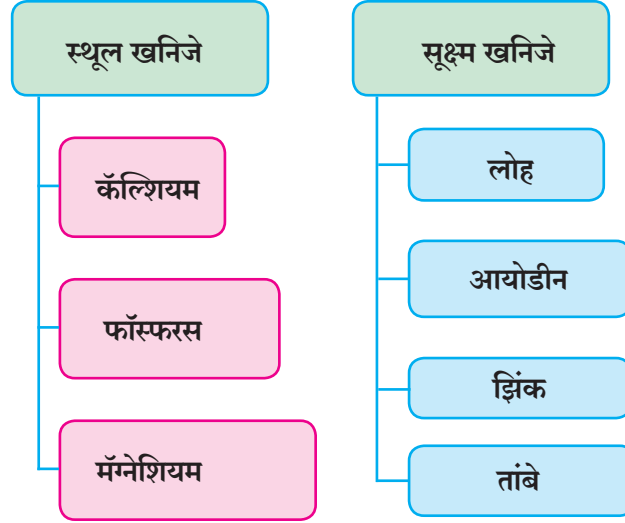 स्थूल खनिजे
कॅल्शियम
फॉस्फरस
मॅग्नेशियम
सूक्ष्म खनिजे
लोह
आयोडीन
झिंक
तांबे